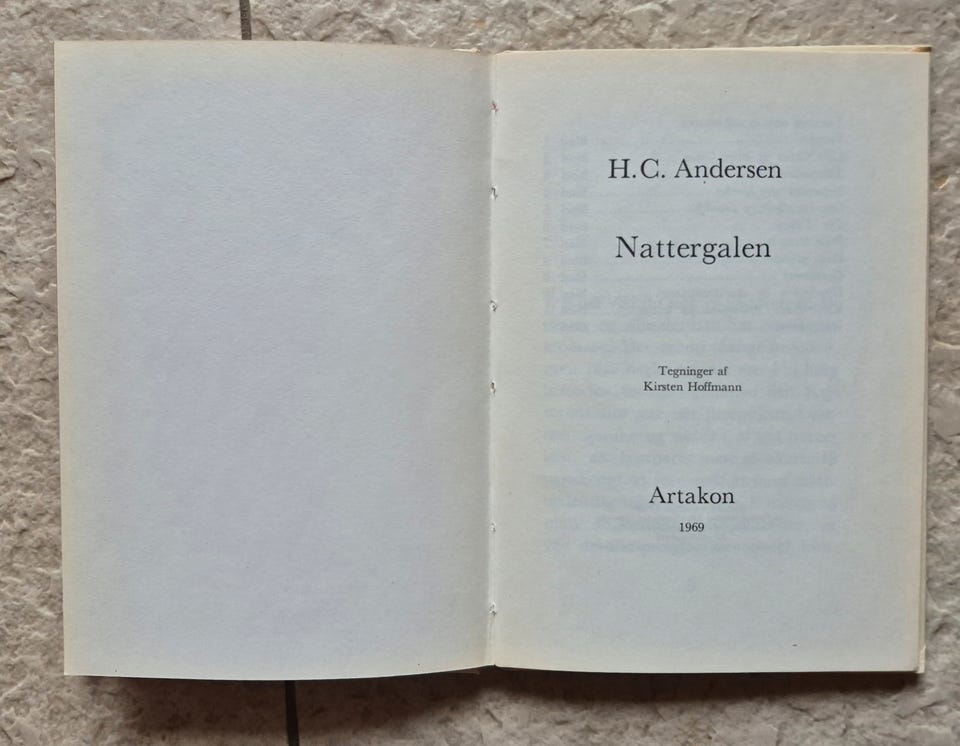 H.C. Andersen
Nattergalen
Tegninger af
Kirsten Hoffmann
Artakon
1969